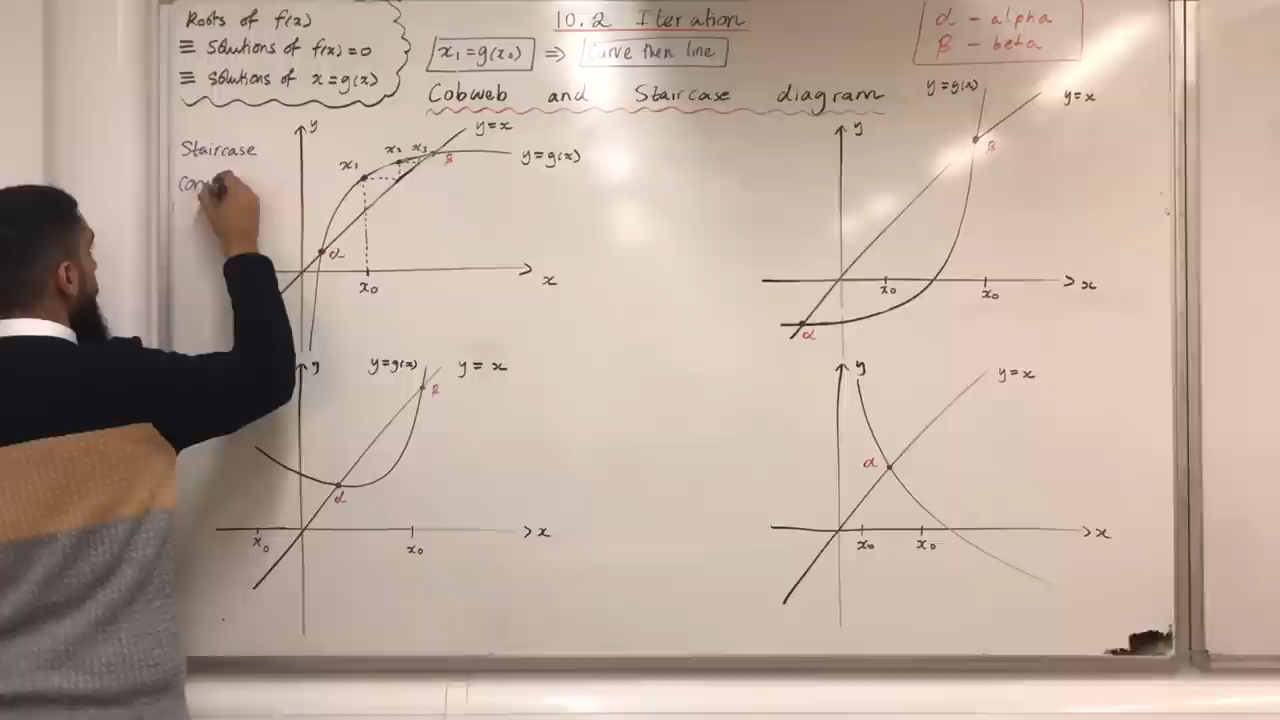 Roots of f(x)
≡ Solutions of f(x)=0
≡ solutions of x=g(x)
10.2 Iteration
x₁=g(x₀) ⇒ Curve then line
α - alpha
β - beta
Cobweb and Staircase diagram
Staircase
y
x₁
x₂
x₃
y=x
β
y=g(x)
α
x₀
x
y
y=g(x)
y=x
β
α
x₀
x₀
x
y
y=g(x)
y=x
β
α
x₀
x₀
x
y
y=x
α
x₀
x₀
x